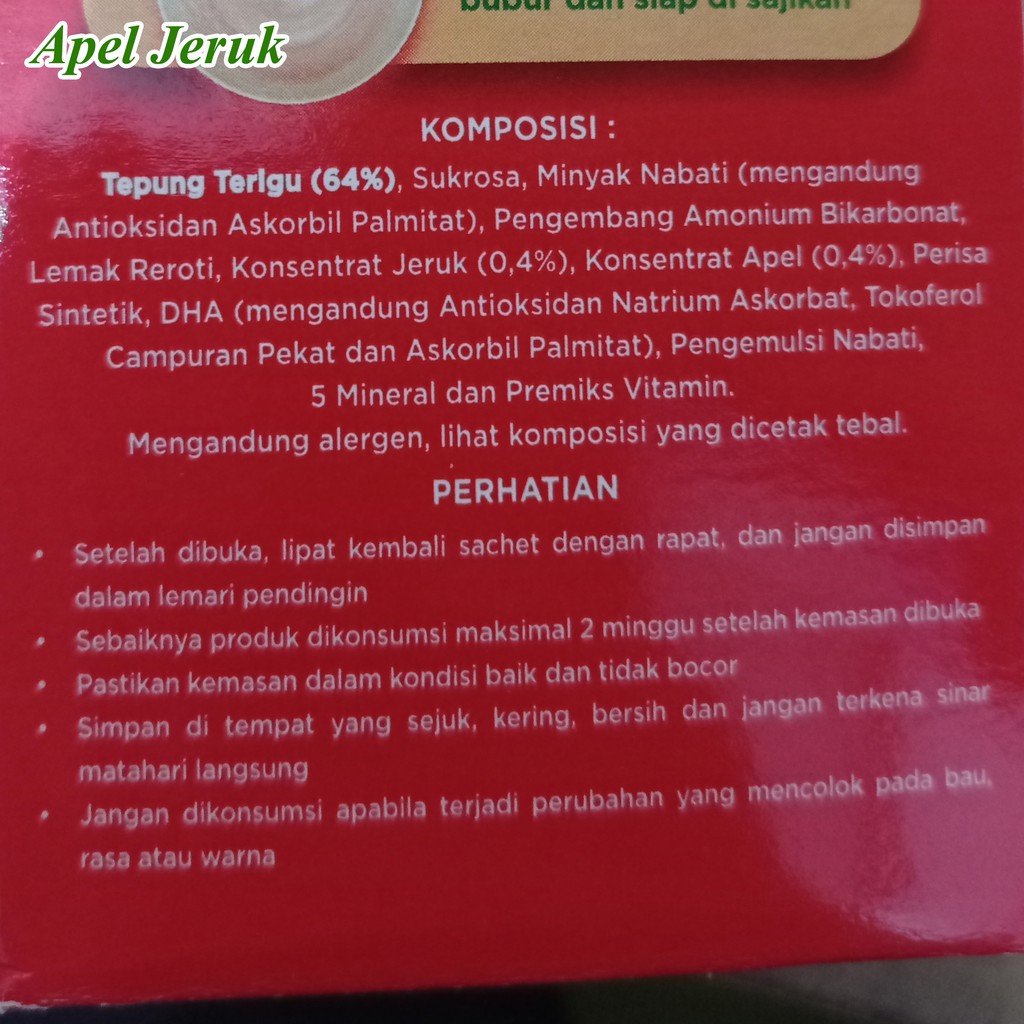 bubur dan siap di sajikan
Apel Jeruk
KOMPOSISI :
Tepung Terigu (64%), Sukrosa, Minyak Nabati (mengandung
Antioksidan Askorbil Palmitat), Pengembang Amonium Bikarbonat,
Lemak Reroti, Konsentrat Jeruk (0,4%), Konsentrat Apel (0,4%), Perisa
Sintetik, DHA (mengandung Antioksidan Natrium Askorbat, Tokoferol
Campuran Pekat dan Askorbil Palmitat), Pengemulsi Nabati,
5 Mineral dan Premiks Vitamin.
Mengandung alergen, lihat komposisi yang dicetak tebal.
PERHATIAN
• Setelah dibuka, lipat kembali sachet dengan rapat, dan jangan disimpan
dalam lemari pendingin
• Sebaiknya produk dikonsumsi maksimal 2 minggu setelah kemasan dibuka
• Pastikan kemasan dalam kondisi baik dan tidak bocor
• Simpan di tempat yang sejuk, kering, bersih dan jangan terkena sinar
matahari langsung
• Jangan dikonsumsi apabila terjadi perubahan yang mencolok pada bau,
rasa atau warna